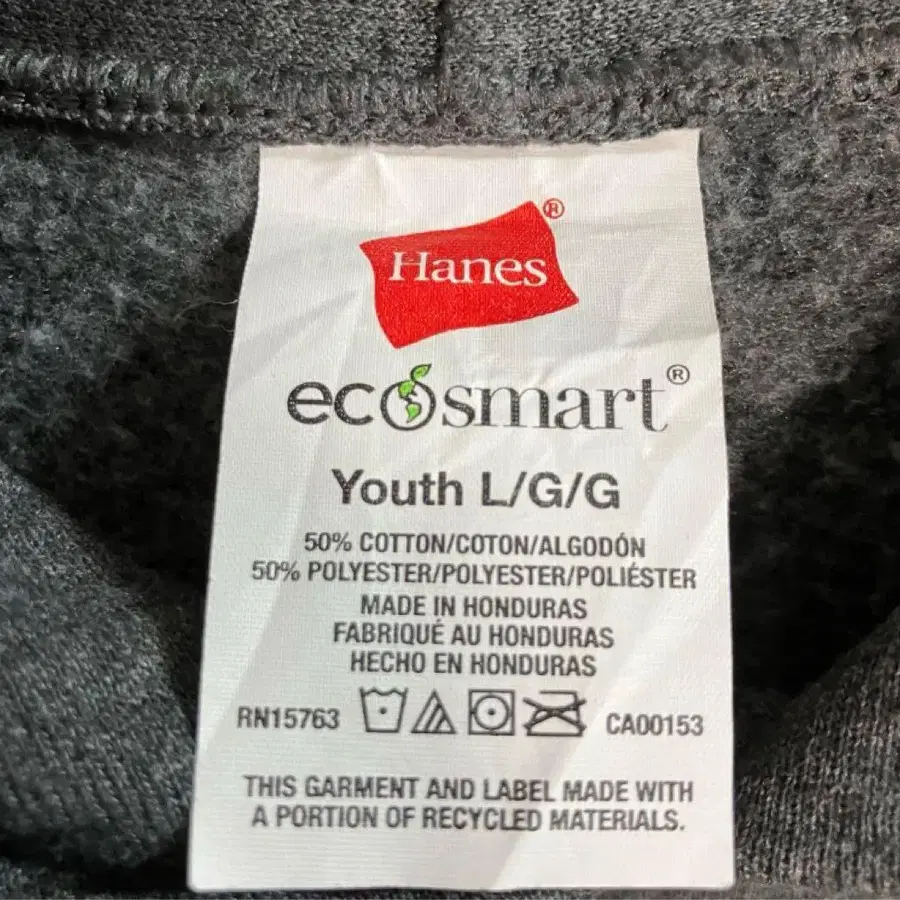 Hanes®
ecosmart®
Youth L/G/G
50% COTTON/COTON/ALGODÓN
50% POLYESTER/POLYESTER/POLIÉSTER
MADE IN HONDURAS
FABRIQUÉ AU HONDURAS
HECHO EN HONDURAS
RN15763 CA00153
THIS GARMENT AND LABEL MADE WITH
A PORTION OF RECYCLED MATERIALS.